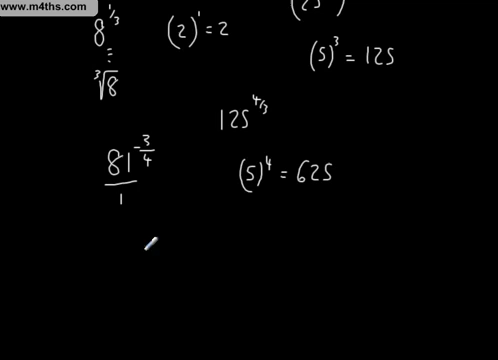 www.m4ths.com
8^{1/3} (2)^1 = 2
≡
∛8 (5)^3 = 125
125^{4/3}
81^{-3/4} / 1 (5)^4 = 625